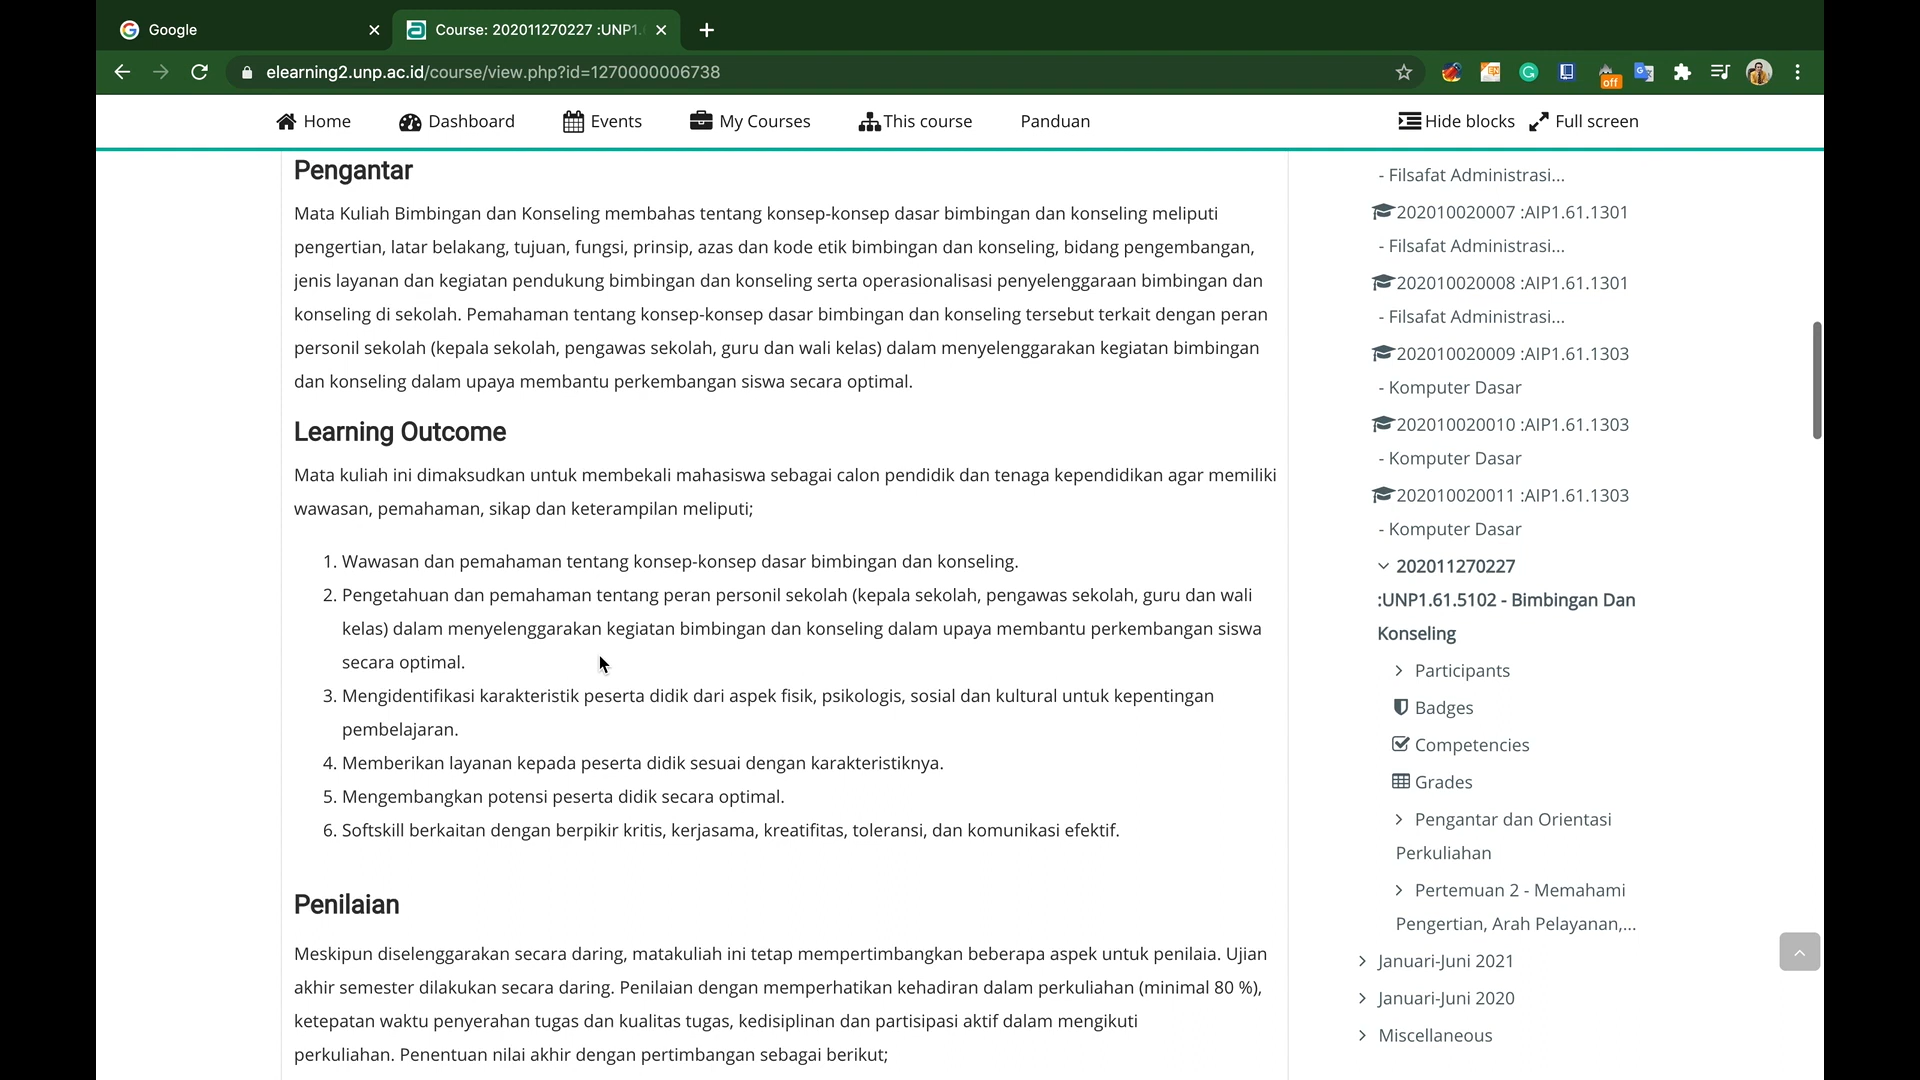 Google
Course: 202011270227 :UNP1.
elearning2.unp.ac.id/course/view.php?id=1270000006738
off
Home
Dashboard
Events
My Courses
This course
Panduan
Hide blocks
Full screen
Pengantar
Mata Kuliah Bimbingan dan Konseling membahas tentang konsep-konsep dasar bimbingan dan konseling meliputi
pengertian, latar belakang, tujuan, fungsi, prinsip, azas dan kode etik bimbingan dan konseling, bidang pengembangan,
jenis layanan dan kegiatan pendukung bimbingan dan konseling serta operasionalisasi penyelenggaraan bimbingan dan
konseling di sekolah. Pemahaman tentang konsep-konsep dasar bimbingan dan konseling tersebut terkait dengan peran
personil sekolah (kepala sekolah, pengawas sekolah, guru dan wali kelas) dalam menyelenggarakan kegiatan bimbingan
dan konseling dalam upaya membantu perkembangan siswa secara optimal.
Learning Outcome
Mata kuliah ini dimaksudkan untuk membekali mahasiswa sebagai calon pendidik dan tenaga kependidikan agar memiliki
wawasan, pemahaman, sikap dan keterampilan meliputi;
1. Wawasan dan pemahaman tentang konsep-konsep dasar bimbingan dan konseling.
2. Pengetahuan dan pemahaman tentang peran personil sekolah (kepala sekolah, pengawas sekolah, guru dan wali
kelas) dalam menyelenggarakan kegiatan bimbingan dan konseling dalam upaya membantu perkembangan siswa
secara optimal.
3. Mengidentifikasi karakteristik peserta didik dari aspek fisik, psikologis, sosial dan kultural untuk kepentingan
pembelajaran.
4. Memberikan layanan kepada peserta didik sesuai dengan karakteristiknya.
5. Mengembangkan potensi peserta didik secara optimal.
6. Softskill berkaitan dengan berpikir kritis, kerjasama, kreatifitas, toleransi, dan komunikasi efektif.
Penilaian
Meskipun diselenggarakan secara daring, matakuliah ini tetap mempertimbangkan beberapa aspek untuk penilaia. Ujian
akhir semester dilakukan secara daring. Penilaian dengan memperhatikan kehadiran dalam perkuliahan (minimal 80 %),
ketepatan waktu penyerahan tugas dan kualitas tugas, kedisiplinan dan partisipasi aktif dalam mengikuti
perkuliahan. Penentuan nilai akhir dengan pertimbangan sebagai berikut;
- Filsafat Administrasi...
202010020007 :AIP1.61.1301
- Filsafat Administrasi...
202010020008 :AIP1.61.1301
- Filsafat Administrasi...
202010020009 :AIP1.61.1303
- Komputer Dasar
202010020010 :AIP1.61.1303
- Komputer Dasar
202010020011 :AIP1.61.1303
- Komputer Dasar
202011270227
:UNP1.61.5102 - Bimbingan Dan
Konseling
Participants
Badges
Competencies
Grades
Pengantar dan Orientasi
Perkuliahan
Pertemuan 2 - Memahami
Pengertian, Arah Pelayanan,...
Januari-Juni 2021
Januari-Juni 2020
Miscellaneous